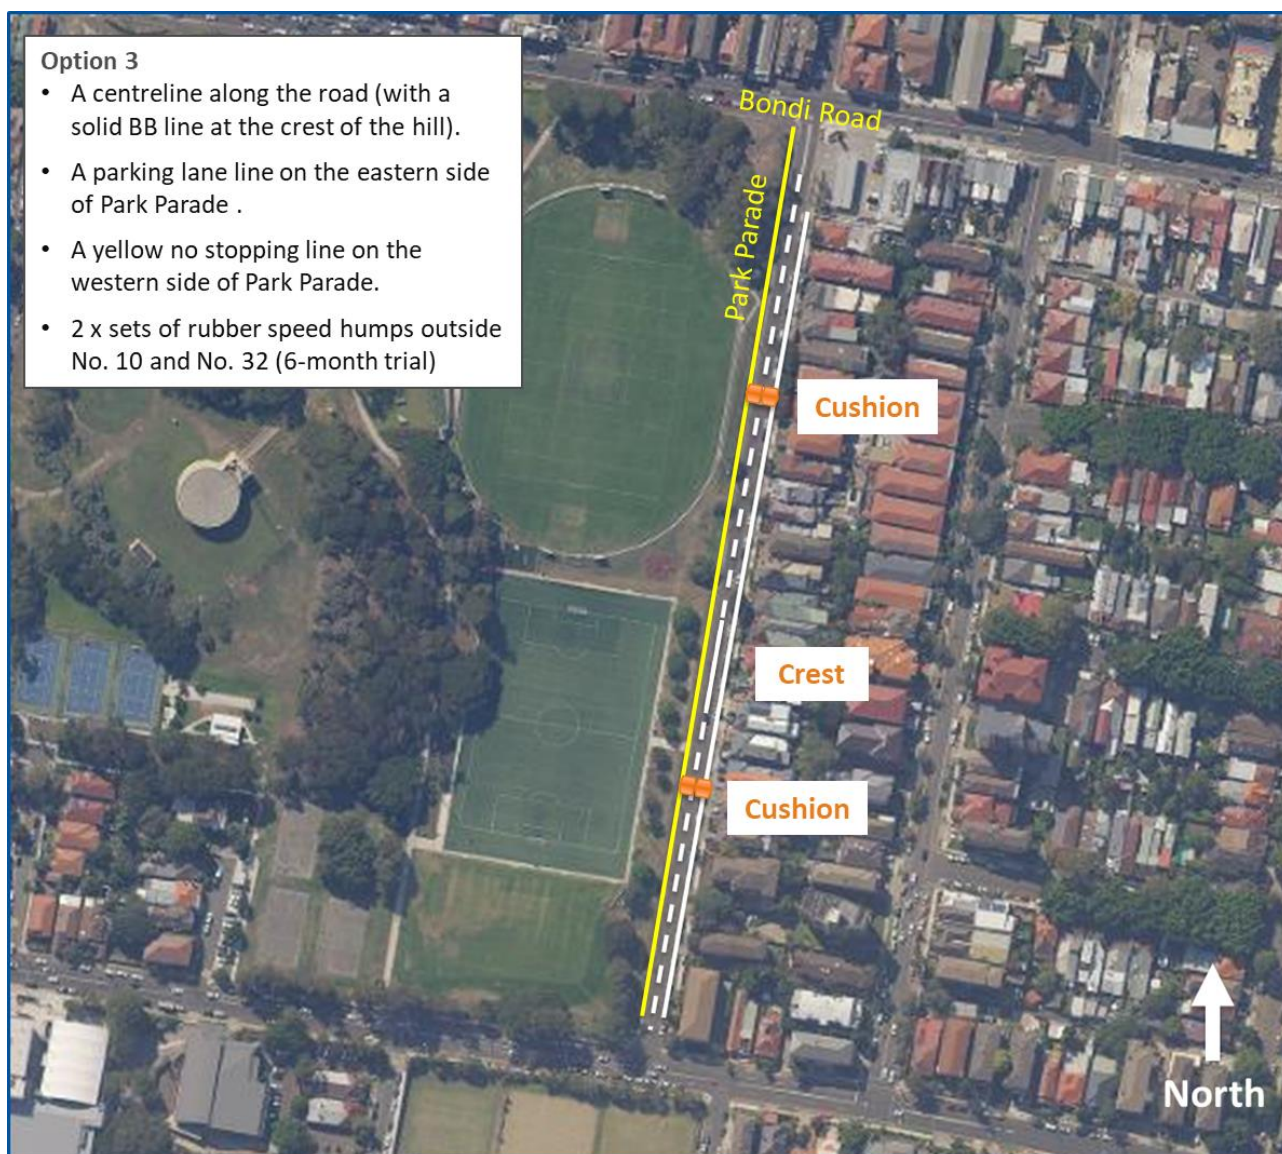 Option 3
• A centreline along the road (with a
solid BB line at the crest of the hill).
• A parking lane line on the eastern side
of Park Parade .
• A yellow no stopping line on the
western side of Park Parade.
• 2 x sets of rubber speed humps outside
No. 10 and No. 32 (6-month trial)
Bondi Road
Park Parade
Cushion
Crest
Cushion
North